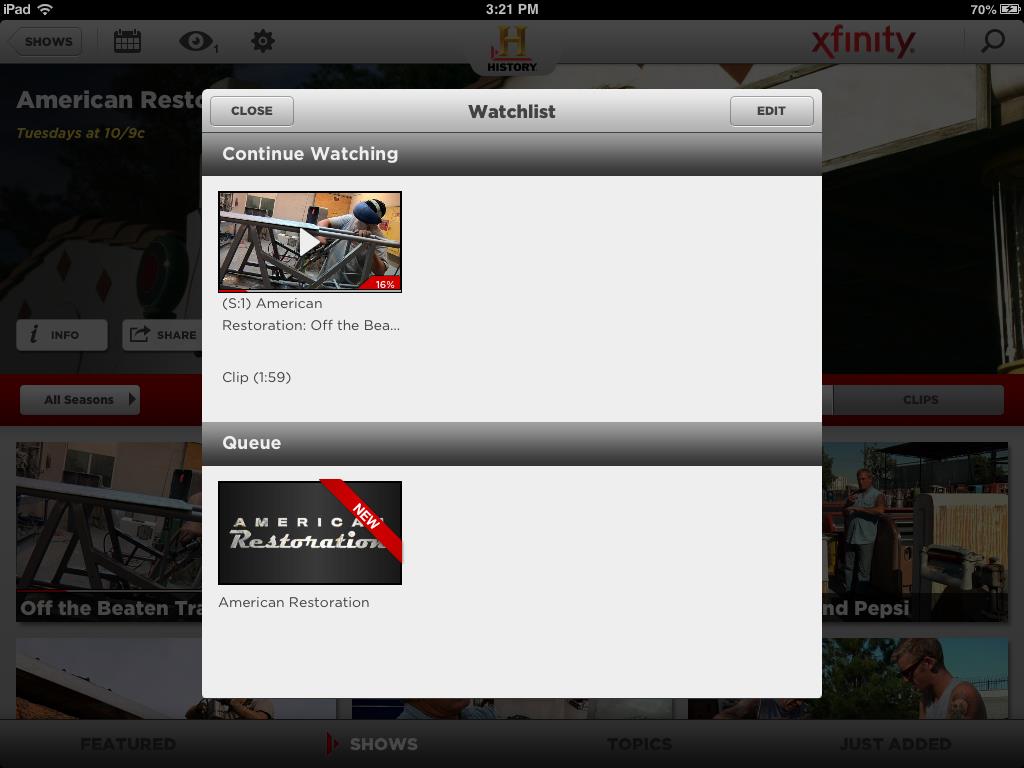 iPad 3:21 PM 70%
SHOWS 1 H HISTORY xfinity
American Resto
Tuesdays at 10/9c
CLOSE Watchlist EDIT
Continue Watching
16%
(S:1) American
Restoration: Off the Bea...
Clip (1:59)
i INFO SHARE
All Seasons CLIPS
Queue
NEW
AMERICAN
Restoration
American Restoration
Off the Beaten Tra nd Pepsi
FEATURED SHOWS TOPICS JUST ADDED